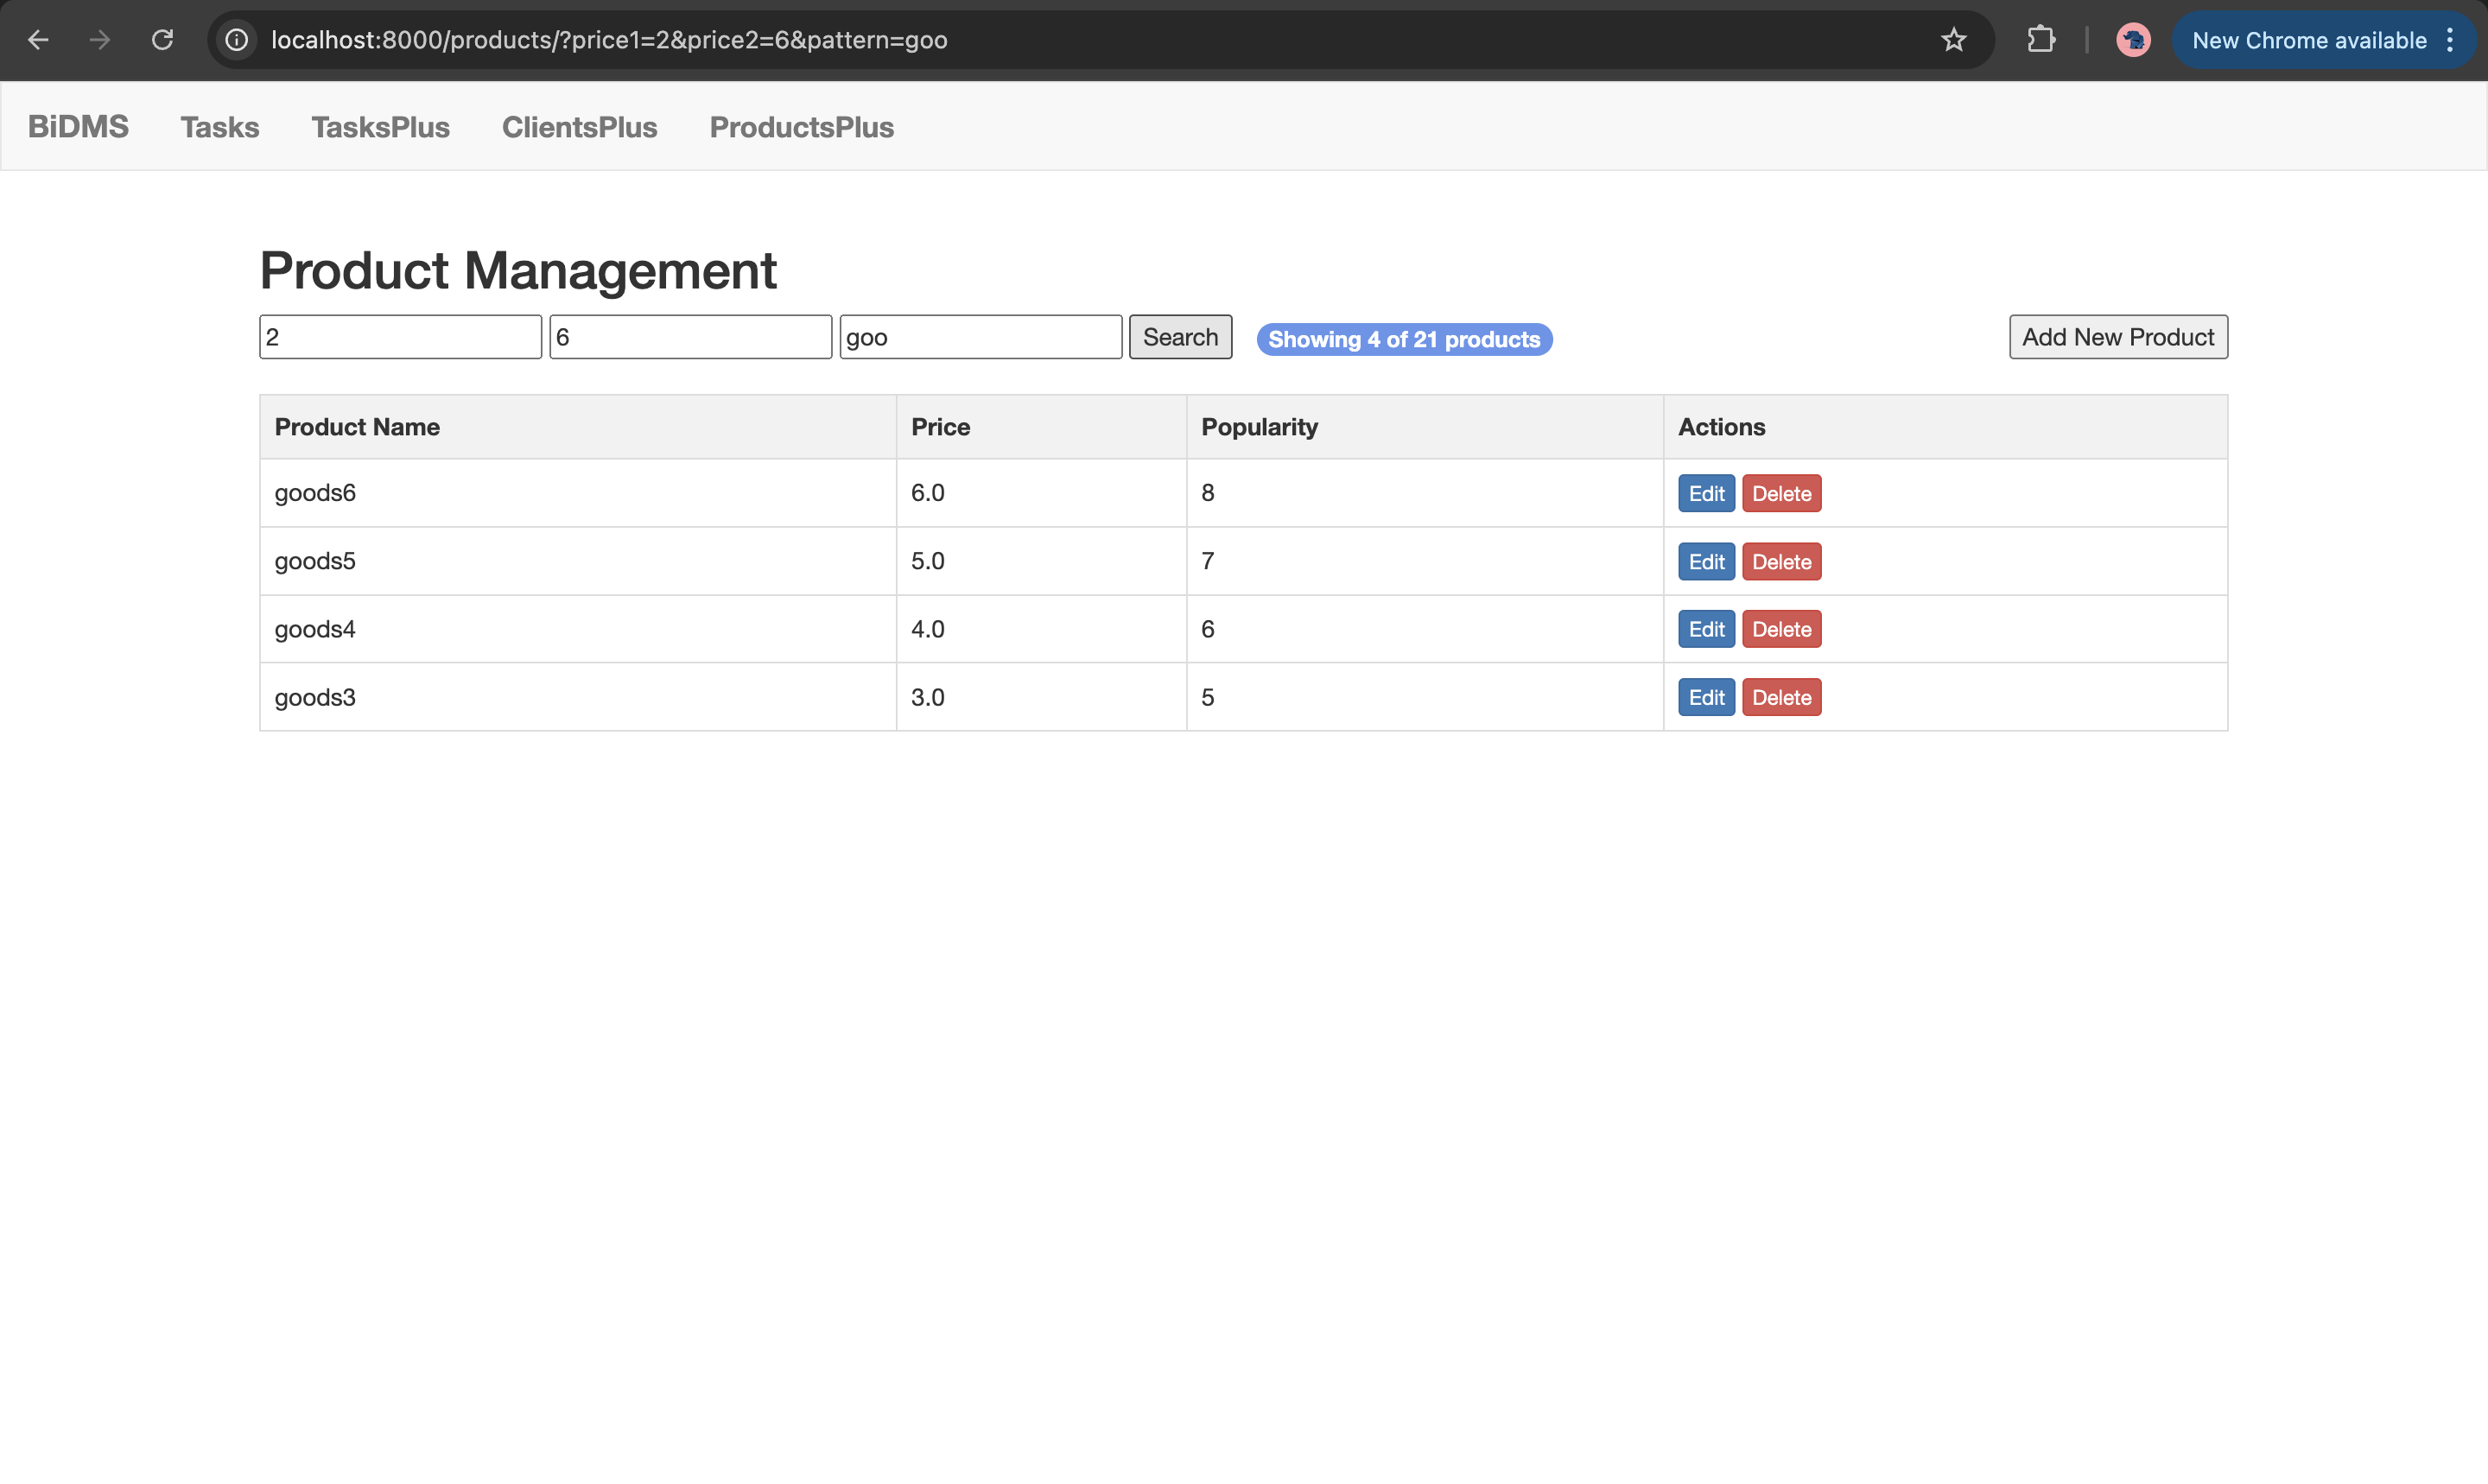 localhost:8000/products/?price1=2&price2=6&pattern=goo
New Chrome available
BiDMS Tasks TasksPlus ClientsPlus ProductsPlus
Product Management
2 6 goo Search Showing 4 of 21 products Add New Product
Product Name Price Popularity Actions
goods6 6.0 8 Edit Delete
goods5 5.0 7 Edit Delete
goods4 4.0 6 Edit Delete
goods3 3.0 5 Edit Delete